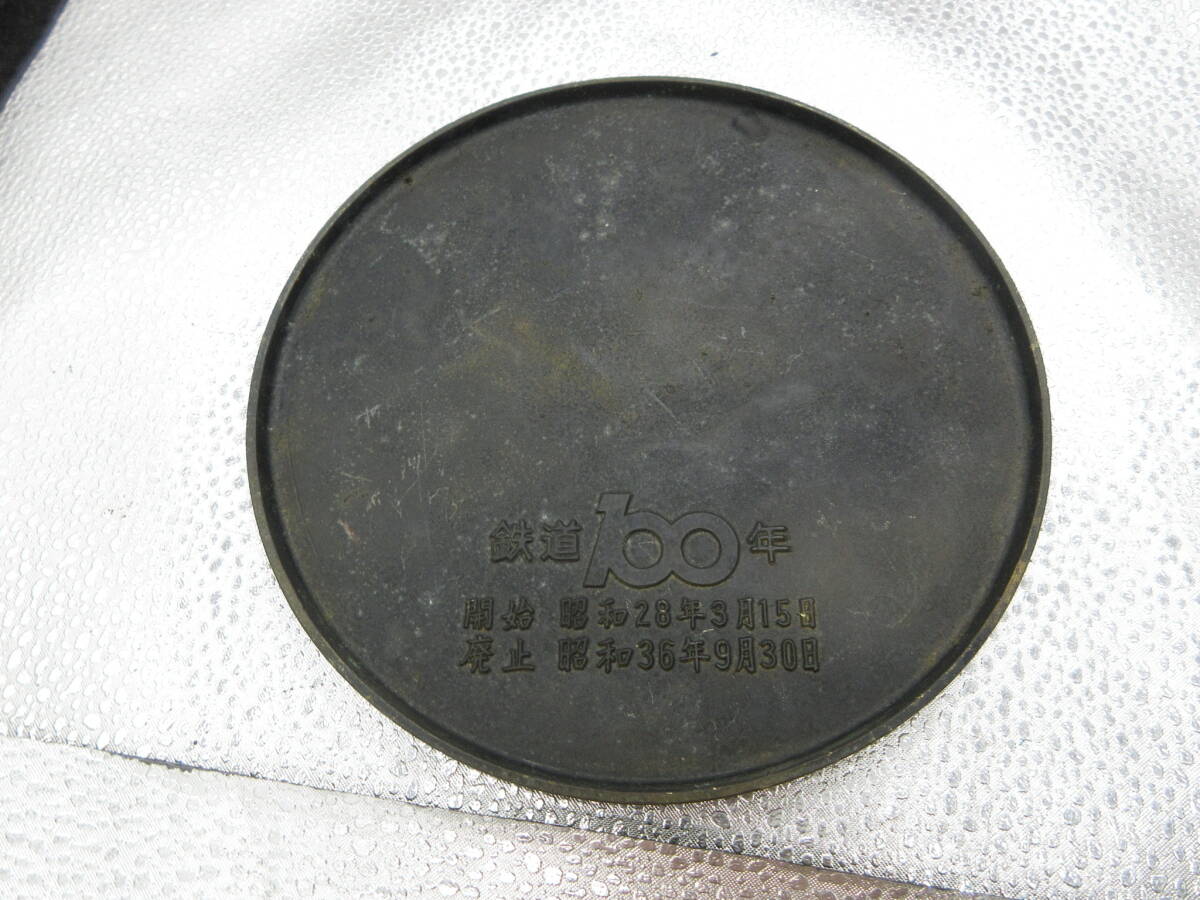 鉄道100年
開始 昭和28年3月15日
廃止 昭和36年9月30日